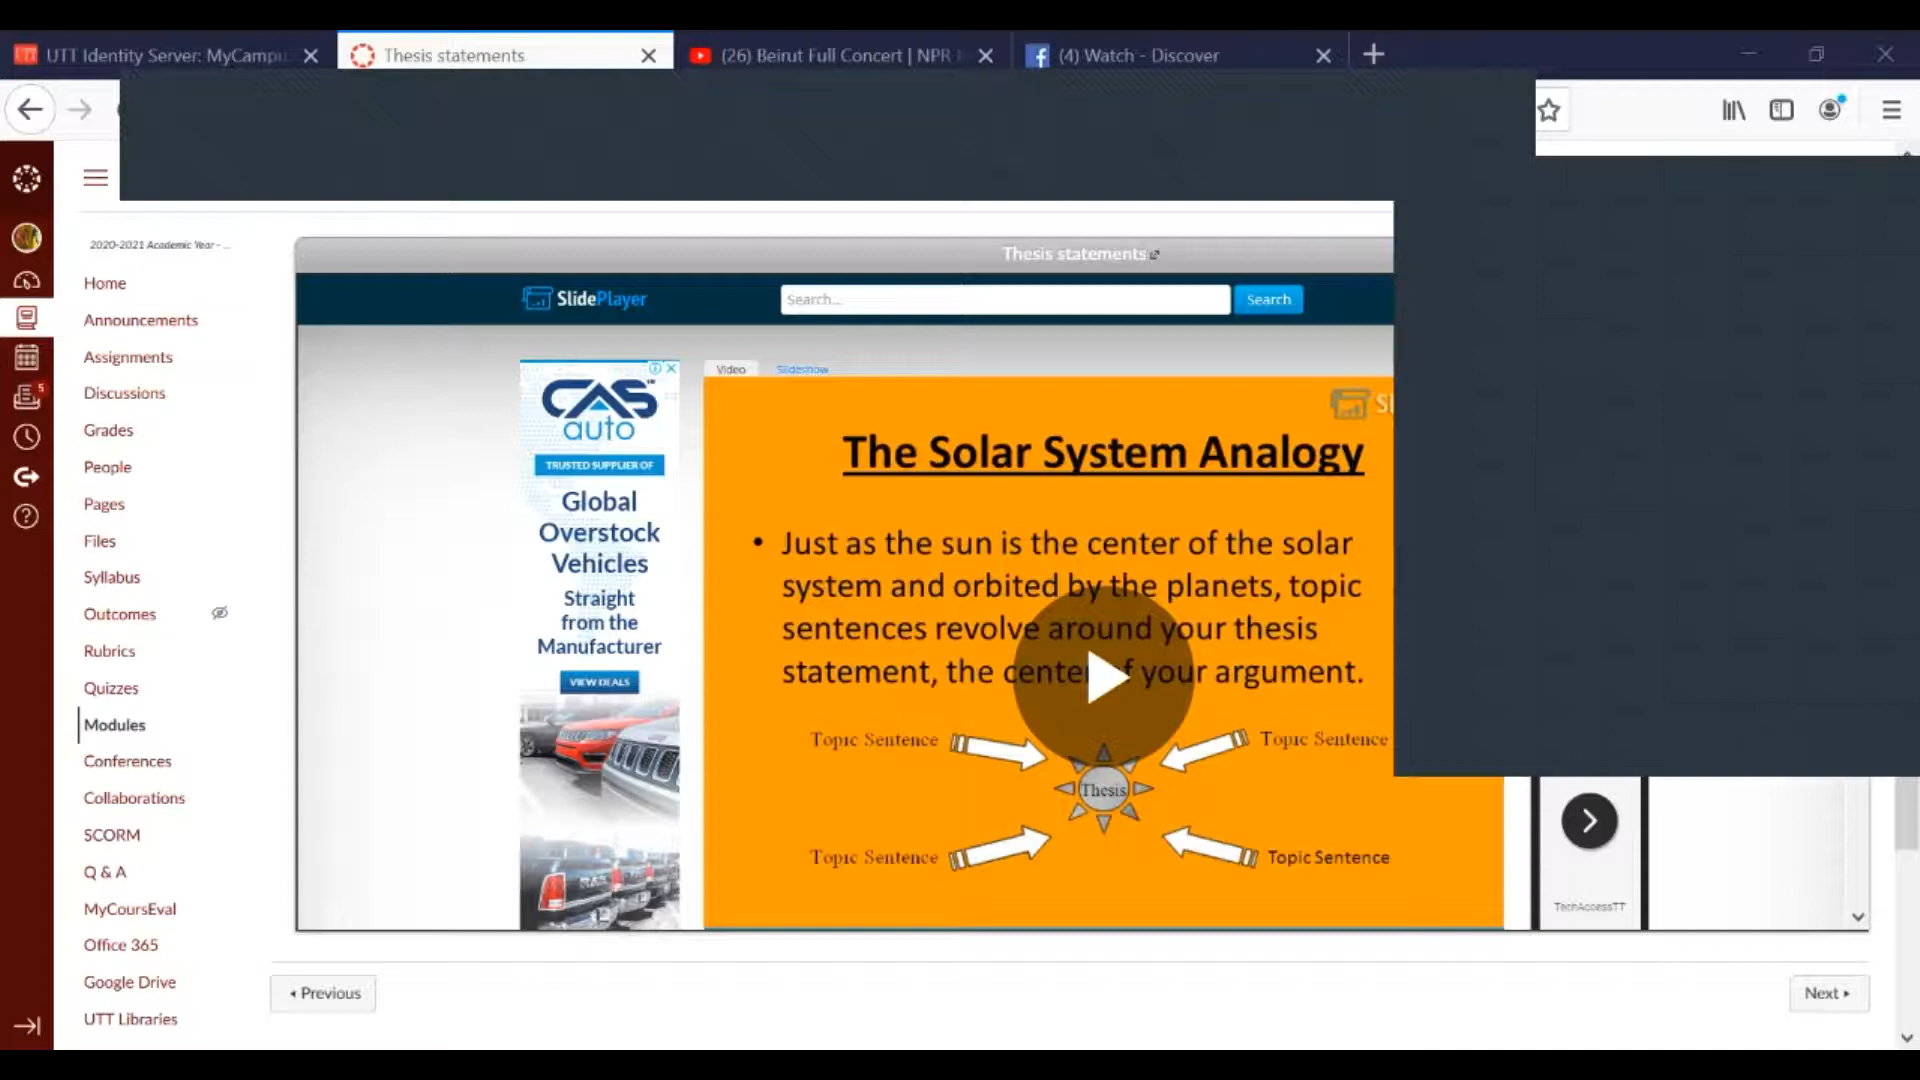 UTT Identity Server: MyCampu
Thesis statements
(26) Beirut Full Concert | NPR
(4) Watch - Discover
2020-2021 Academic Year - ...
Home
Announcements
Assignments
Discussions
Grades
People
Pages
Files
Syllabus
Outcomes
Rubrics
Quizzes
Modules
Conferences
Collaborations
SCORM
Q & A
MyCoursEval
Office 365
Google Drive
UTT Libraries
5
Thesis statements
SlidePlayer
Search...
Search
CAS
auto
TRUSTED SUPPLIER OF
Global
Overstock
Vehicles
Straight
from the
Manufacturer
VIEW DEALS
Video
Slideshow
The Solar System Analogy
• Just as the sun is the center of the solar
system and orbited by the planets, topic
sentences revolve around your thesis
statement, the center of your argument.
Topic Sentence
Topic Sentence
Thesis
Topic Sentence
Topic Sentence
TechAccessTT
Previous
Next